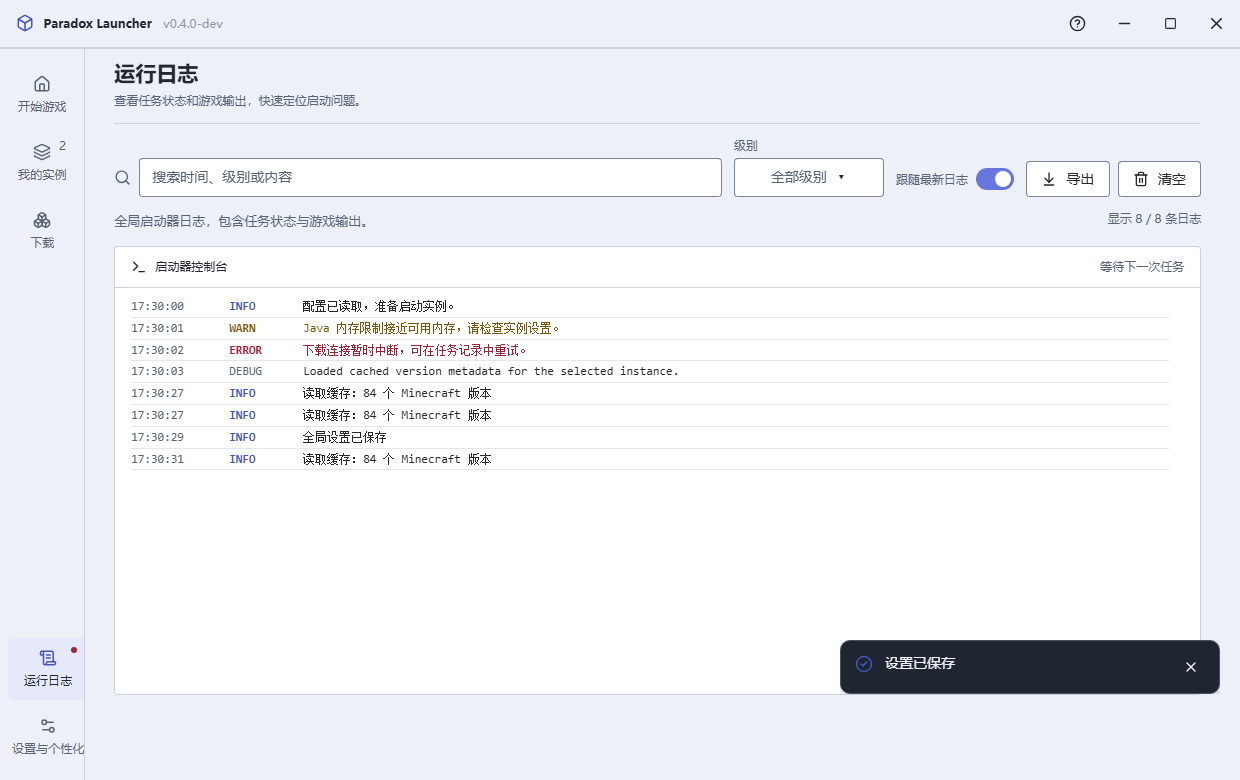 Paradox Launcher v0.4.0-dev
开始游戏
2
我的实例
下载
运行日志
设置与个性化
运行日志
查看任务状态和游戏输出，快速定位启动问题。
级别
搜索时间、级别或内容
全部级别
跟随最新日志
导出
清空
全局启动器日志，包含任务状态与游戏输出。
显示 8 / 8 条日志
启动器控制台
等待下一次任务
17:30:00 INFO 配置已读取，准备启动实例。
17:30:01 WARN Java 内存限制接近可用内存，请检查实例设置。
17:30:02 ERROR 下载连接暂时中断，可在任务记录中重试。
17:30:03 DEBUG Loaded cached version metadata for the selected instance.
17:30:27 INFO 读取缓存：84 个 Minecraft 版本
17:30:27 INFO 读取缓存：84 个 Minecraft 版本
17:30:29 INFO 全局设置已保存
17:30:31 INFO 读取缓存：84 个 Minecraft 版本
设置已保存